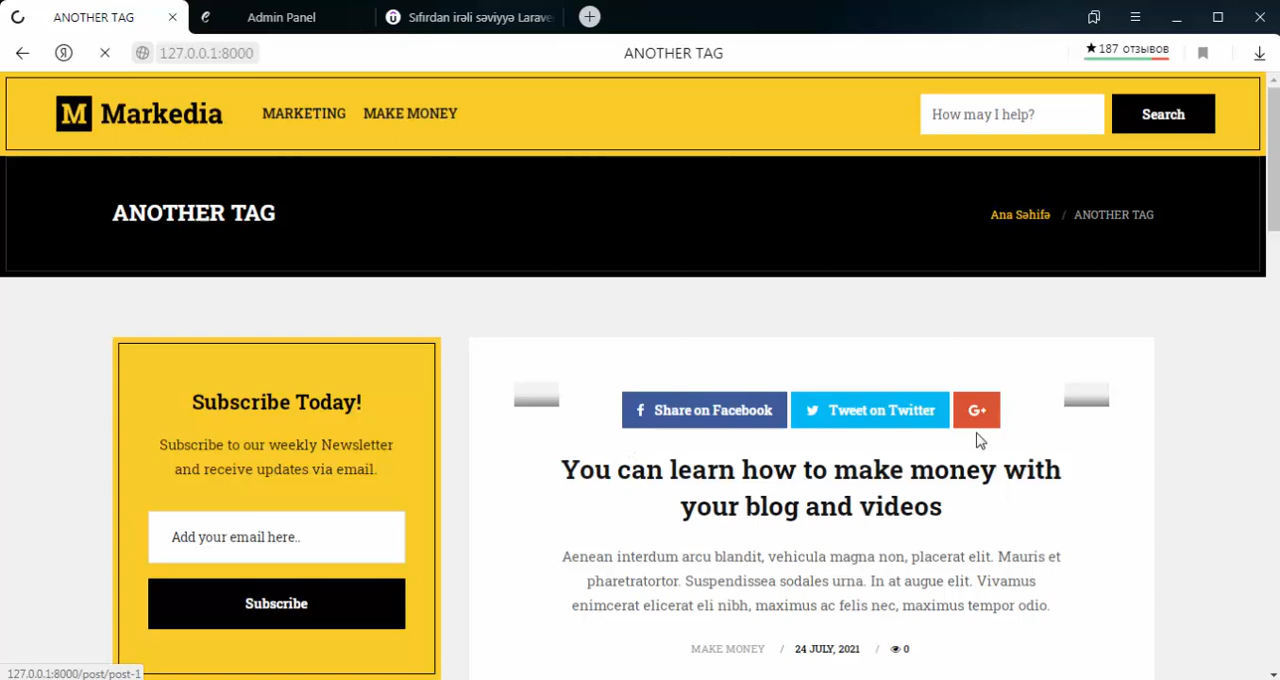 ANOTHER TAG
Admin Panel
Sıfırdan irəli səviyyə Larave
127.0.0.1:8000
ANOTHER TAG
★187 отзывов
M Markedia
MARKETING
MAKE MONEY
How may I help?
Search
ANOTHER TAG
Ana Səhifə / ANOTHER TAG
Subscribe Today!
Subscribe to our weekly Newsletter
and receive updates via email.
Add your email here..
Subscribe
Share on Facebook
Tweet on Twitter
G+
You can learn how to make money with
your blog and videos
Aenean interdum arcu blandit, vehicula magna non, placerat elit. Mauris et
pharetratortor. Suspendissea sodales urna. In at augue elit. Vivamus
enimcerat elicerat eli nibh, maximus ac felis nec, maximus tempor odio.
MAKE MONEY / 24 JULY, 2021 / 0
127.0.0.1:8000/post/post-1